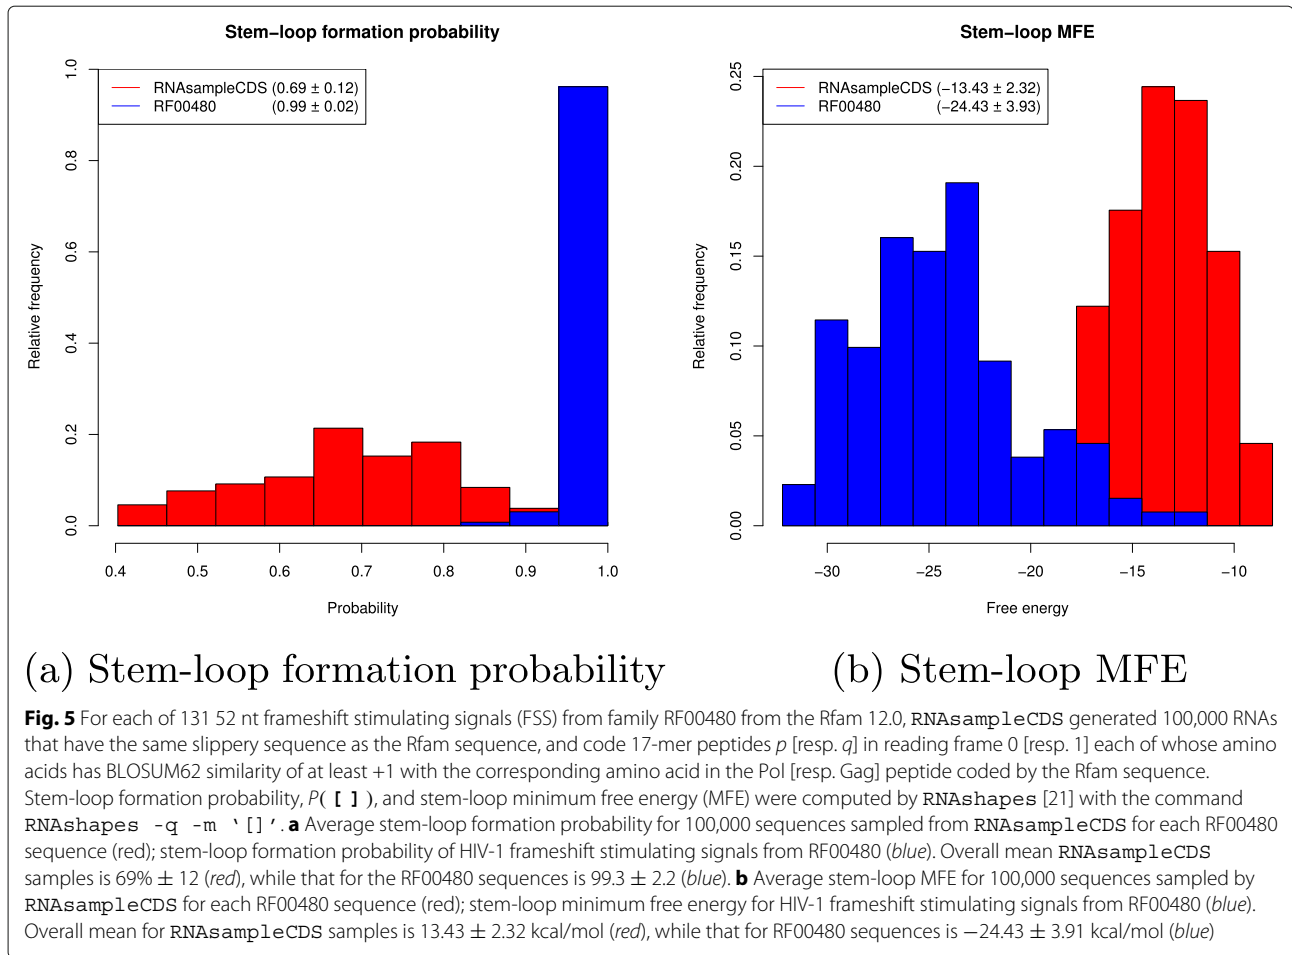 Stem−loop formation probability
RNAsampleCDS (0.69 ± 0.12)
RF00480 (0.99 ± 0.02)
Relative frequency
0.0 0.2 0.4 0.6 0.8 1.0
0.4 0.5 0.6 0.7 0.8 0.9 1.0
Probability
(a) Stem-loop formation probability
Stem−loop MFE
RNAsampleCDS (−13.43 ± 2.32)
RF00480 (−24.43 ± 3.93)
Relative frequency
0.00 0.05 0.10 0.15 0.20 0.25
−30 −25 −20 −15 −10
Free energy
(b) Stem-loop MFE
Fig. 5 For each of 131 52 nt frameshift stimulating signals (FSS) from family RF00480 from the Rfam 12.0, RNAsampleCDS generated 100,000 RNAs
that have the same slippery sequence as the Rfam sequence, and code 17-mer peptides p [resp. q] in reading frame 0 [resp. 1] each of whose amino
acids has BLOSUM62 similarity of at least +1 with the corresponding amino acid in the Pol [resp. Gag] peptide coded by the Rfam sequence.
Stem-loop formation probability, P( [ ] ), and stem-loop minimum free energy (MFE) were computed by RNAshapes [21] with the command
RNAshapes -q -m ‘[]’. a Average stem-loop formation probability for 100,000 sequences sampled from RNAsampleCDS for each RF00480
sequence (red); stem-loop formation probability of HIV-1 frameshift stimulating signals from RF00480 (blue). Overall mean RNAsampleCDS
samples is 69% ± 12 (red), while that for the RF00480 sequences is 99.3 ± 2.2 (blue). b Average stem-loop MFE for 100,000 sequences sampled by
RNAsampleCDS for each RF00480 sequence (red); stem-loop minimum free energy for HIV-1 frameshift stimulating signals from RF00480 (blue).
Overall mean for RNAsampleCDS samples is 13.43 ± 2.32 kcal/mol (red), while that for RF00480 sequences is −24.43 ± 3.91 kcal/mol (blue)